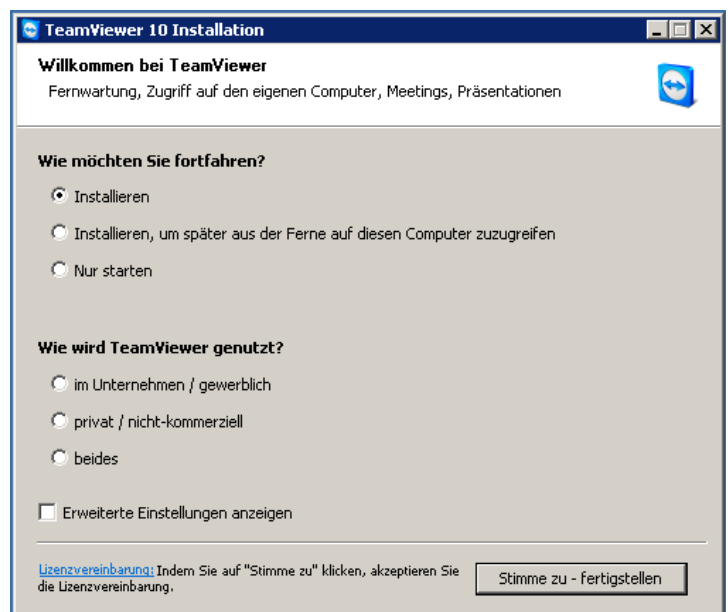 TeamViewer 10 Installation
Willkommen bei TeamViewer
Fernwartung, Zugriff auf den eigenen Computer, Meetings, Präsentationen
Wie möchten Sie fortfahren?
Installieren
Installieren, um später aus der Ferne auf diesen Computer zuzugreifen
Nur starten
Wie wird TeamViewer genutzt?
im Unternehmen / gewerblich
privat / nicht-kommerziell
beides
Erweiterte Einstellungen anzeigen
Lizenzvereinbarung: Indem Sie auf "Stimme zu" klicken, akzeptieren Sie
die Lizenzvereinbarung.
Stimme zu - fertigstellen